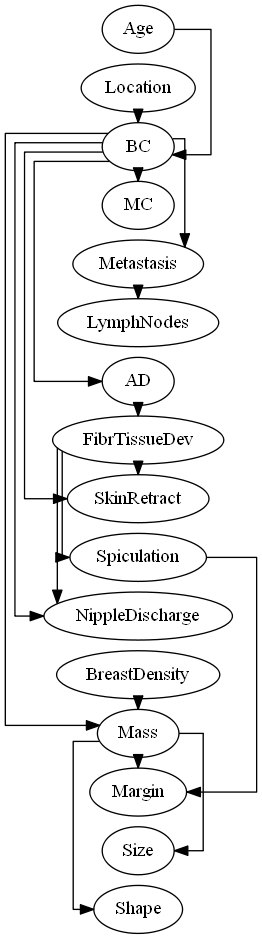 Age
Location
BC
MC
Metastasis
LymphNodes
AD
FibrTissueDev
SkinRetract
Spiculation
NippleDischarge
BreastDensity
Mass
Margin
Size
Shape